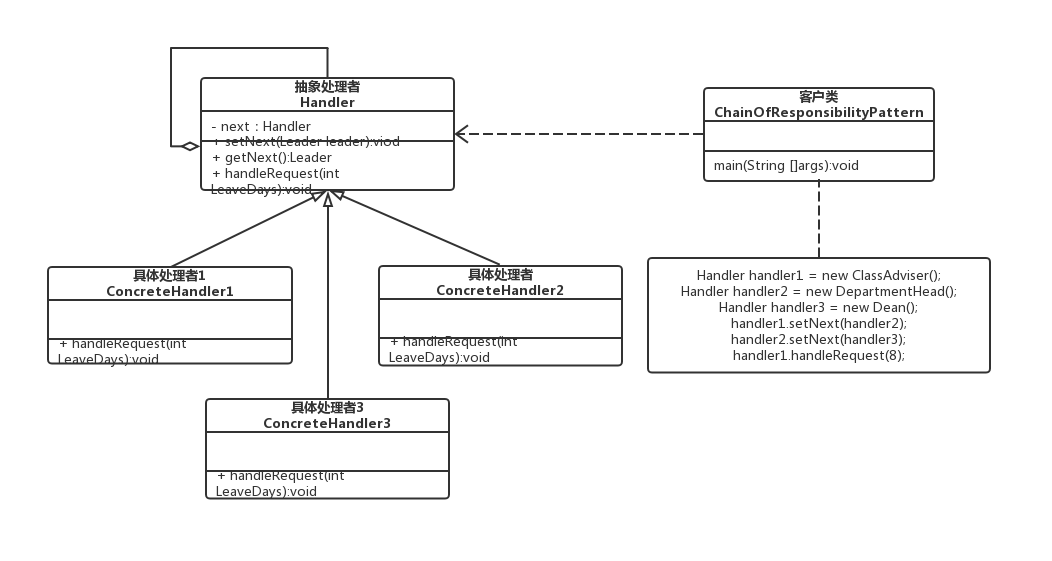 抽象处理者
Handler
- next : Handler
+ setNext(Leader leader):viod
+ getNext():Leader
+ handleRequest(int
LeaveDays):void
客户类
ChainOfResponsibilityPattern
main(String []args):void
具体处理者1
ConcreteHandler1
+ handleRequest(int
LeaveDays):void
具体处理者
ConcreteHandler2
+ handleRequest(int
LeaveDays):void
Handler handler1 = new ClassAdviser();
Handler handler2 = new DepartmentHead();
Handler handler3 = new Dean();
handler1.setNext(handler2);
handler2.setNext(handler3);
handler1.handleRequest(8);
具体处理者3
ConcreteHandler3
+ handleRequest(int
LeaveDays):void